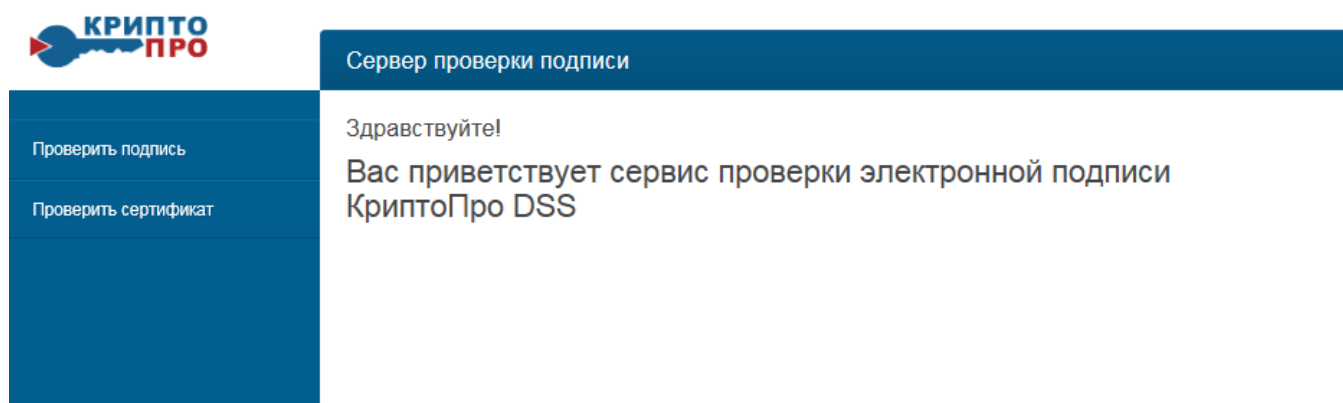 КРИПТО
ПРО
Сервер проверки подписи
Проверить подпись
Проверить сертификат
Здравствуйте!
Вас приветствует сервис проверки электронной подписи
КриптоПро DSS